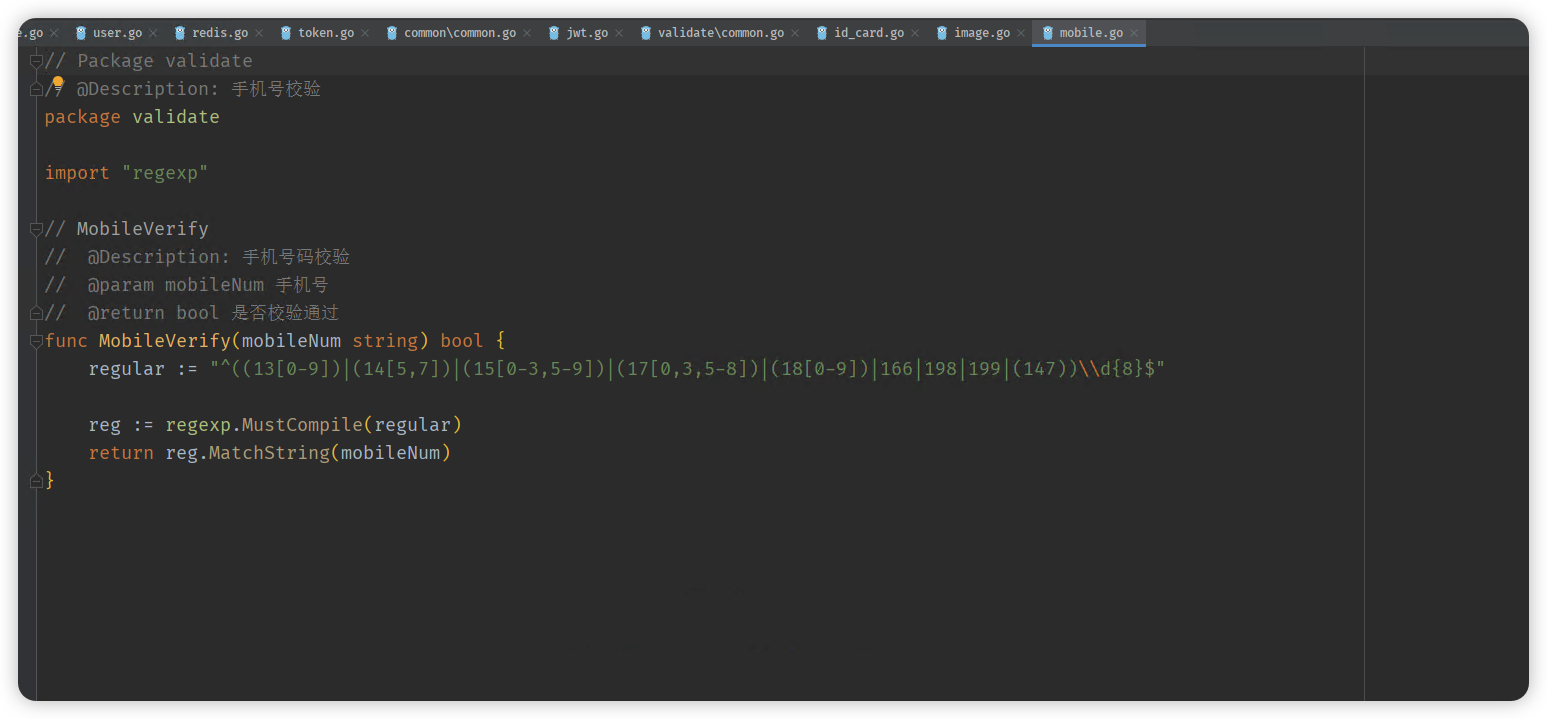 e.go × user.go × redis.go × token.go × common\common.go × jwt.go × validate\common.go × id_card.go × image.go × mobile.go ×
// Package validate
// @Description: 手机号校验
package validate
import "regexp"
// MobileVerify
//  @Description: 手机号码校验
//  @param mobileNum 手机号
//  @return bool 是否校验通过
func MobileVerify(mobileNum string) bool {
    regular := "^((13[0-9])|(14[5,7])|(15[0-3,5-9])|(17[0,3,5-8])|(18[0-9])|166|198|199|(147))\\d{8}$"
    reg := regexp.MustCompile(regular)
    return reg.MatchString(mobileNum)
}